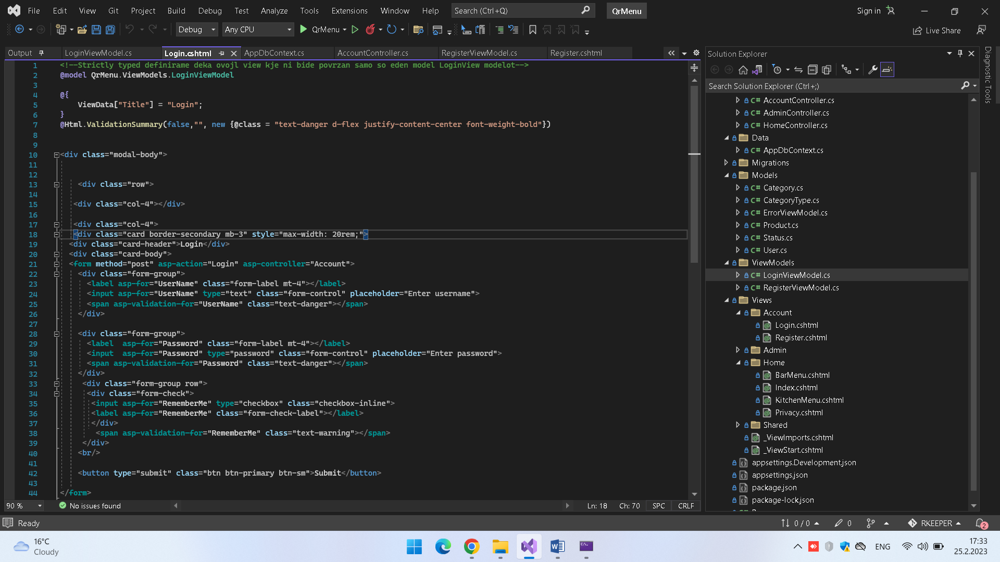 File Edit View Git Project Build Debug Test Analyze Tools Extensions Window Help Search (Ctrl+Q) QrMenu Sign in
Debug Any CPU QrMenu Live Share
Output LoginViewModel.cs Login.cshtml AppDbContext.cs AccountController.cs RegisterViewModel.cs Register.cshtml
1 <!--Strictly typed definirame deka ovojl view kje ni bide povrzan samo so eden model LoginView modelot-->
2 @model QrMenu.ViewModels.LoginViewModel
3
4 @{
5 ViewData["Title"] = "Login";
6 }
7 @Html.ValidationSummary(false,"", new {@class = "text-danger d-flex justify-content-center font-weight-bold"})
8
9
10 <div class="modal-body">
11
12
13 <div class="row">
14
15 <div class="col-4"></div>
16
17 <div class="col-4">
18 <div class="card border-secondary mb-3" style="max-width: 20rem;">
19 <div class="card-header">Login</div>
20 <div class="card-body">
21 <form method="post" asp-action="Login" asp-controller="Account">
22 <div class="form-group">
23 <label asp-for="UserName" class="form-label mt-4"></label>
24 <input asp-for="UserName" type="text" class="form-control" placeholder="Enter username">
25 <span asp-validation-for="UserName" class="text-danger"></span>
26 </div>
27
28 <div class="form-group">
29 <label  asp-for="Password" class="form-label mt-4"></label>
30 <input  asp-for="Password" type="password" class="form-control" placeholder="Enter password">
31 <span asp-validation-for="Password" class="text-danger"></span>
32 </div>
33 <div class="form-group row">
34 <div class="form-check">
35 <input asp-for="RememberMe" type="checkbox" class="checkbox-inline">
36 <label asp-for="RememberMe" class="form-check-label"></label>
37 </div>
38 <span asp-validation-for="RememberMe" class="text-warning"></span>
39 </div>
40 <br/>
41
42 <button type="submit" class="btn btn-primary btn-sm">Submit</button>
43
44 </form>
90 % No issues found Ln: 18 Ch: 70 SPC CRLF
Solution Explorer
Search Solution Explorer (Ctrl+;)
C# AccountController.cs
C# AdminController.cs
C# HomeController.cs
Data
C# AppDbContext.cs
Migrations
Models
C# Category.cs
C# CategoryType.cs
C# ErrorViewModel.cs
C# Product.cs
C# Status.cs
C# User.cs
ViewModels
C# LoginViewModel.cs
C# RegisterViewModel.cs
Views
Account
Login.cshtml
Register.cshtml
Admin
Home
BarMenu.cshtml
Index.cshtml
KitchenMenu.cshtml
Privacy.cshtml
Shared
_ViewImports.cshtml
_ViewStart.cshtml
appsettings.Development.json
appsettings.json
package.json
package-lock.json
Diagnostic Tools
Ready 0 / 0 0 RKEEPER 2
16°C
Cloudy
ENG
17:33
25.2.2023